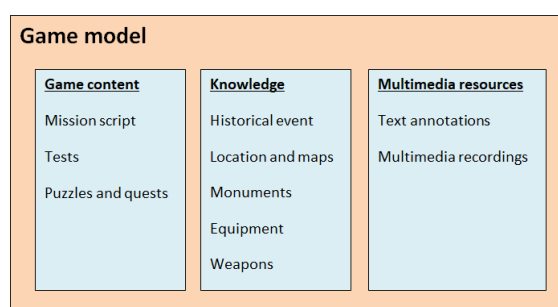 Game model
Game content
Mission script
Tests
Puzzles and quests
Knowledge
Historical event
Location and maps
Monuments
Equipment
Weapons
Multimedia resources
Text annotations
Multimedia recordings